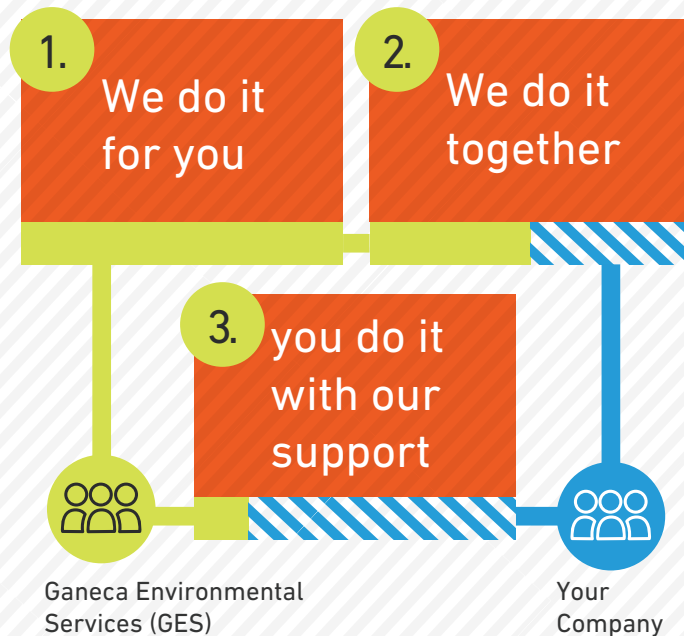 1.
We do it
for you
2.
We do it
together
3.
you do it
with our
support
Ganeca Environmental
Services (GES)
Your
Company